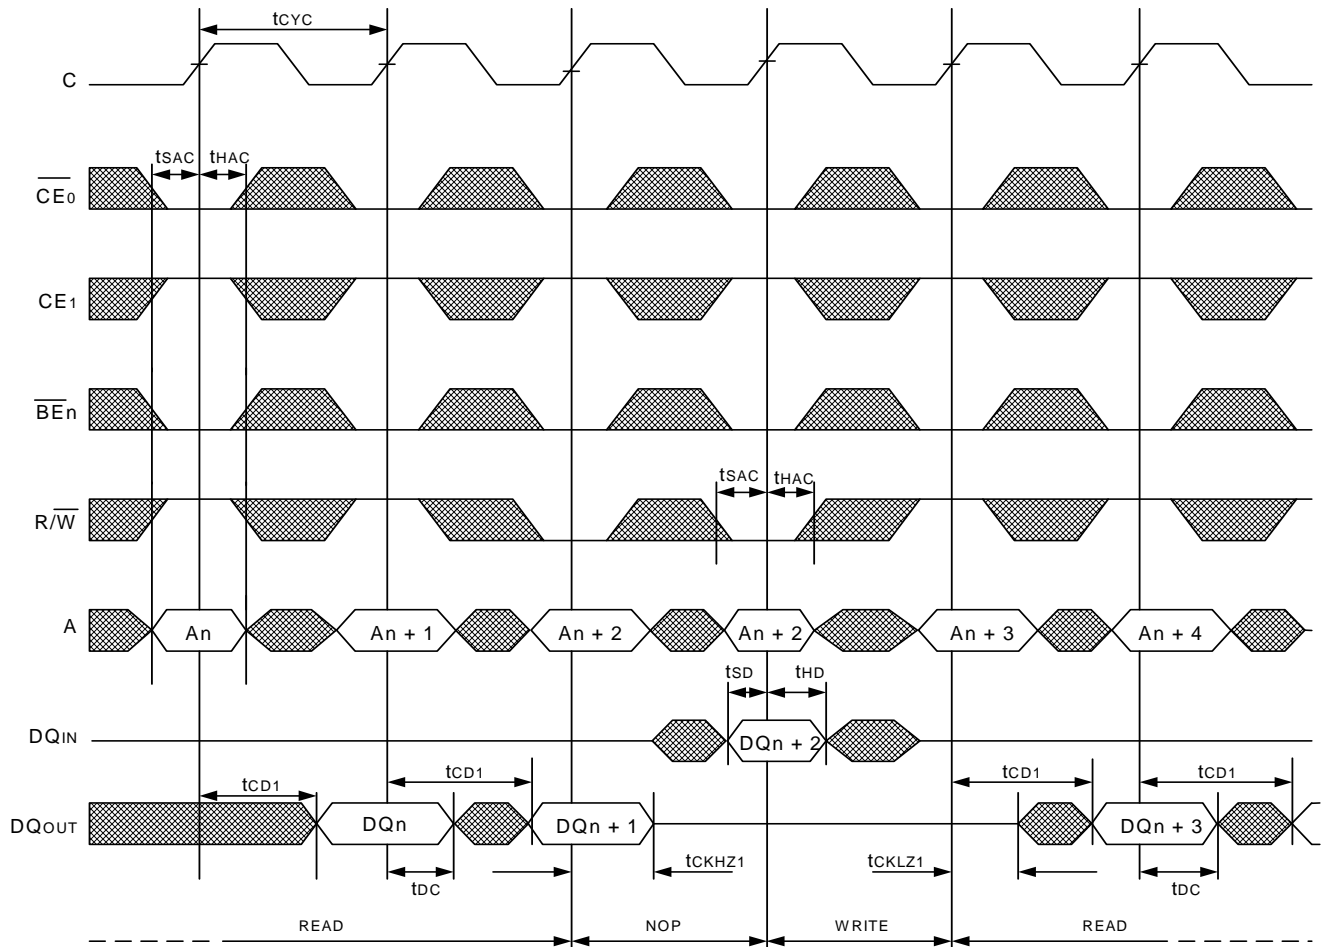 tCYC
C
tSAC tHAC
CE0
CE1
BEn
tSAC tHAC
R/W
A An An + 1 An + 2 An + 2 An + 3 An + 4
tSD tHD
DQIN DQn + 2
tCD1 tCD1 tCD1 tCD1
DQOUT DQn DQn + 1 DQn + 3
tDC tCKHZ1 tCKLZ1 tDC
READ NOP WRITE READ